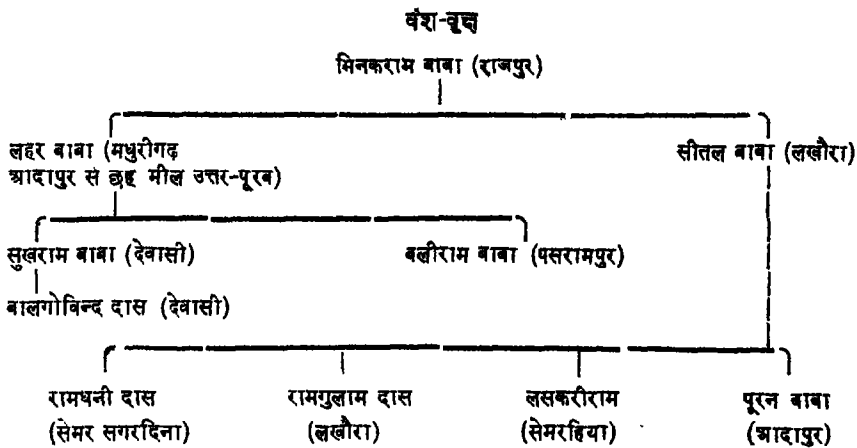 वंश-वृक्ष
मिनकराम बाबा (राजपुर)
लहर बाबा (मधुरीगढ़
आदापुर से छह मील उत्तर-पूरब)
सीतल बाबा (लखौरा)
सुखराम बाबा (देवासी)
बलीराम बाबा (पसरामपुर)
बालगोविन्द दास (देवासी)
रामधनी दास
(सेमर सगरदिना)
रामगुलाम दास
(लखौरा)
लसकरीराम
(सेमरहिया)
पूरन बाबा
(आदापुर)